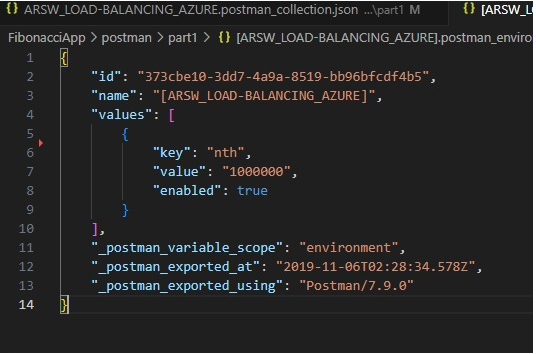 {} ARSW_LOAD-BALANCING_AZURE.postman_collection.json ...\part1 M {} [ARSW_
FibonacciApp > postman > part1 > {} [ARSW_LOAD-BALANCING_AZURE].postman_enviro
1 {
2 "id": "373cbe10-3dd7-4a9a-8519-bb96bfcdf4b5",
3 "name": "[ARSW_LOAD-BALANCING_AZURE]",
4 "values": [
5 {
6 "key": "nth",
7 "value": "1000000",
8 "enabled": true
9 }
10 ],
11 "_postman_variable_scope": "environment",
12 "_postman_exported_at": "2019-11-06T02:28:34.578Z",
13 "_postman_exported_using": "Postman/7.9.0"
14 }